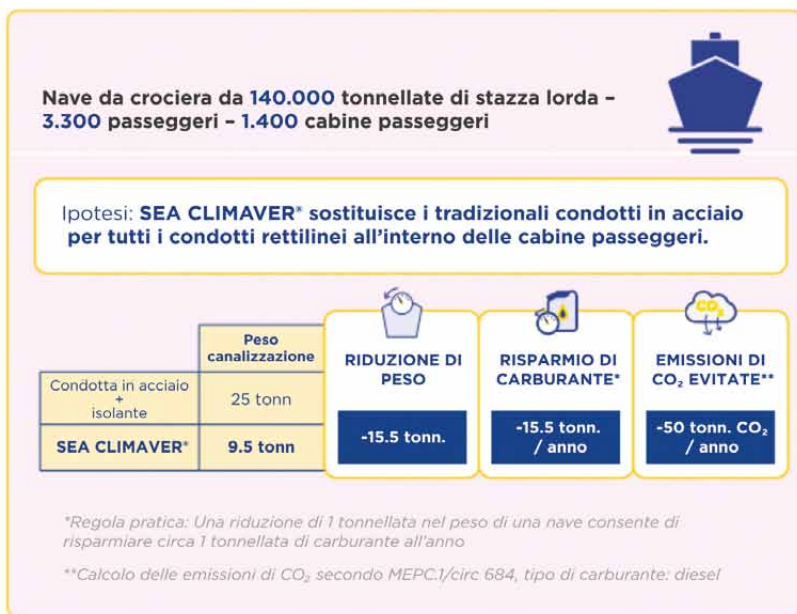 Nave da crociera da 140.000 tonnellate di stazza lorda –
3.300 passeggeri – 1.400 cabine passeggeri
Ipotesi: SEA CLIMAVER* sostituisce i tradizionali condotti in acciaio
per tutti i condotti rettilinei all'interno delle cabine passeggeri.
Peso
canalizzazione
Condotta in acciaio
+
isolante
25 tonn
SEA CLIMAVER*
9.5 tonn
RIDUZIONE DI
PESO
-15.5 tonn.
RISPARMIO DI
CARBURANTE*
-15.5 tonn.
/ anno
CO₂
EMISSIONI DI
CO₂ EVITATE**
-50 tonn. CO₂
/ anno
*Regola pratica: Una riduzione di 1 tonnellata nel peso di una nave consente di
risparmiare circa 1 tonnellata di carburante all'anno
**Calcolo delle emissioni di CO₂ secondo MEPC.1/circ 684, tipo di carburante: diesel